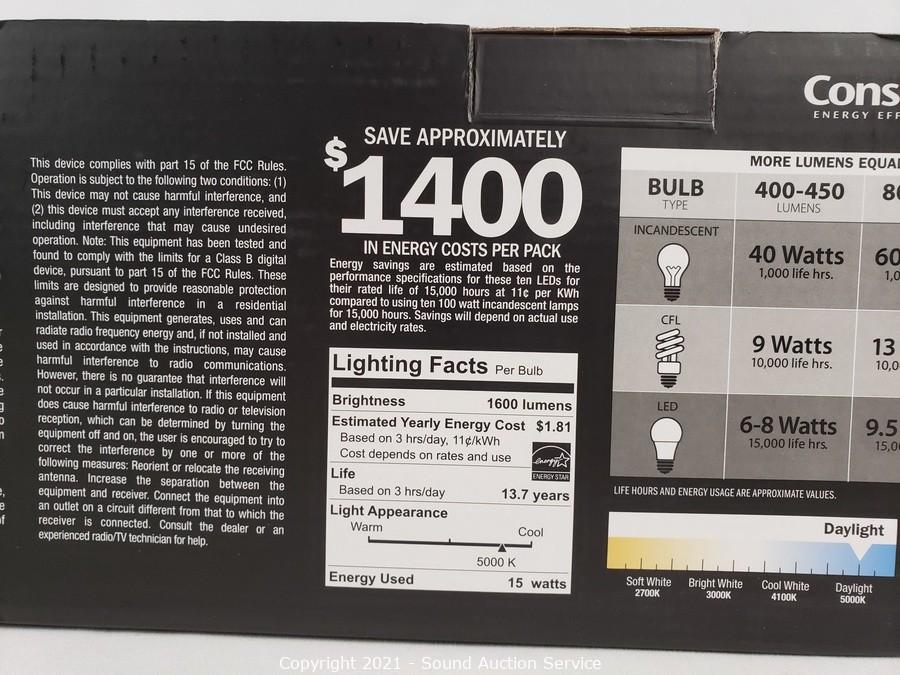 This device complies with part 15 of the FCC Rules.
Operation is subject to the following two conditions: (1)
This device may not cause harmful interference, and
(2) this device must accept any interference received,
including interference that may cause undesired
operation. Note: This equipment has been tested and
found to comply with the limits for a Class B digital
device, pursuant to part 15 of the FCC Rules. These
limits are designed to provide reasonable protection
against harmful interference in a residential
installation. This equipment generates, uses and can
radiate radio frequency energy and, if not installed and
used in accordance with the instructions, may cause
harmful interference to radio communications.
However, there is no guarantee that interference will
not occur in a particular installation. If this equipment
does cause harmful interference to radio or television
reception, which can be determined by turning the
equipment off and on, the user is encouraged to try to
correct the interference by one or more of the
following measures: Reorient or relocate the receiving
antenna. Increase the separation between the
equipment and receiver. Connect the equipment into
an outlet on a circuit different from that to which the
receiver is connected. Consult the dealer or an
experienced radio/TV technician for help.
SAVE APPROXIMATELY
$1400
IN ENERGY COSTS PER PACK
Energy savings are estimated based on the
performance specifications for these ten LEDs for
their rated life of 15,000 hours at 11¢ per KWh
compared to using ten 100 watt incandescent lamps
for 15,000 hours. Savings will depend on actual use
and electricity rates.
Lighting Facts Per Bulb
Brightness 1600 lumens
Estimated Yearly Energy Cost $1.81
Based on 3 hrs/day, 11¢/kWh
Cost depends on rates and use
energy
ENERGY STAR
Life
Based on 3 hrs/day 13.7 years
Light Appearance
Warm Cool
5000 K
Energy Used 15 watts
Cons
ENERGY EFF
MORE LUMENS EQUA
BULB 400-450 80
TYPE LUMENS
INCANDESCENT
40 Watts 60
1,000 life hrs. 1,0
CFL
9 Watts 13
10,000 life hrs. 10,0
LED
6-8 Watts 9.5
15,000 life hrs. 15,0
LIFE HOURS AND ENERGY USAGE ARE APPROXIMATE VALUES.
Daylight
Soft White Bright White Cool White Daylight
2700K 3000K 4100K 5000K
Copyright 2021 - Sound Auction Service